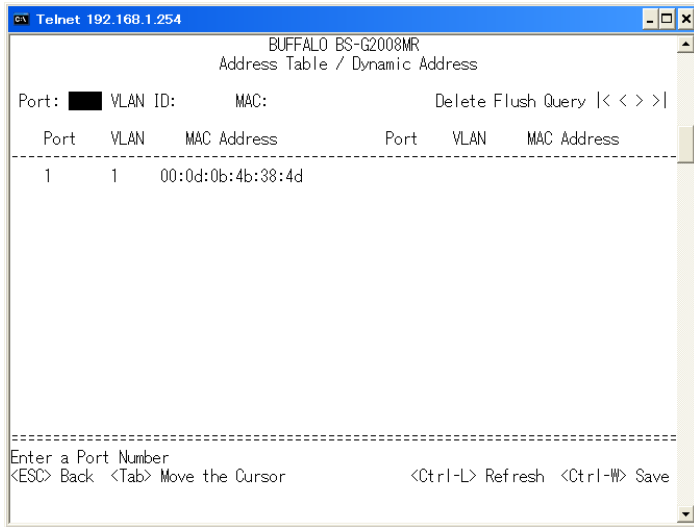 Telnet 192.168.1.254
BUFFALO BS-G2008MR
Address Table / Dynamic Address
Port: VLAN ID: MAC: Delete Flush Query |< < > >|
Port VLAN MAC Address Port VLAN MAC Address
1 1 00:0d:0b:4b:38:4d
Enter a Port Number
<ESC> Back <Tab> Move the Cursor <Ctrl-L> Refresh <Ctrl-W> Save